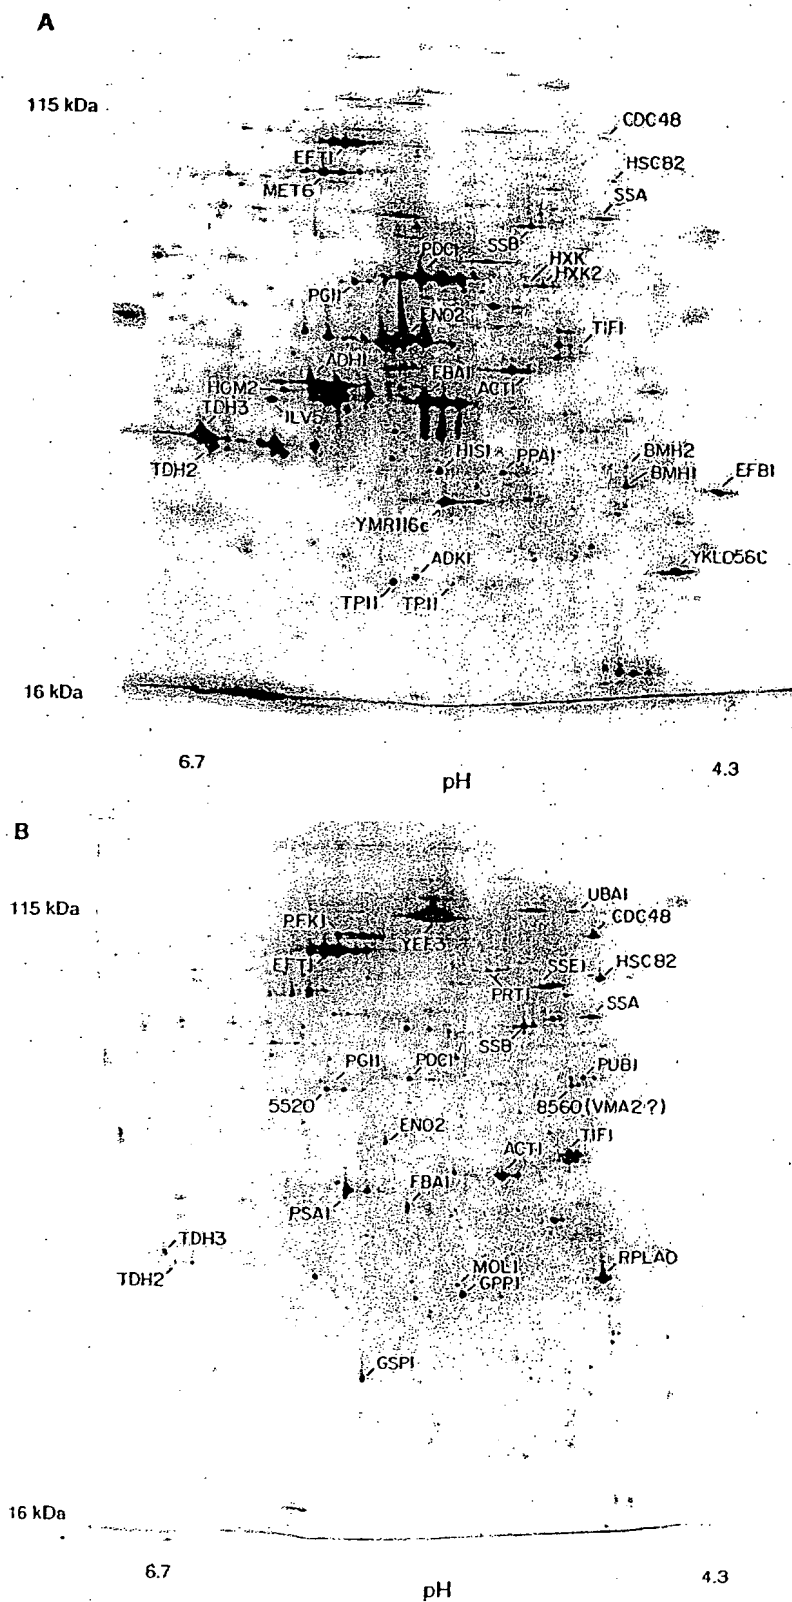 A
115 kDa
CDC48
EFT1
HSC82
MET6
SSA
PDC1
SSB
HXK
HXK2
PGI1
ENO2
TIF1
ADH1
FBA1
HOM2
ACT1
TDH3
ILV5
HIS1
PPA1
BMH2
BMH1
EFB1
TDH2
YMR116c
ADK1
YKL056C
TPI1
TPI1
16 kDa
6.7
pH
4.3
B
115 kDa
UBA1
PFK1
CDC48
YEF3
EFT1
SSE1
HSC82
PRT1
SSA
SSB
PGI1
PDC1
PUB1
5520
8560 (VMA2?)
ENO2
TIF1
ACT1
FBA1
PSA1
TDH3
RPLA0
TDH2
MOL1
GPP1
GSP1
16 kDa
6.7
pH
4.3